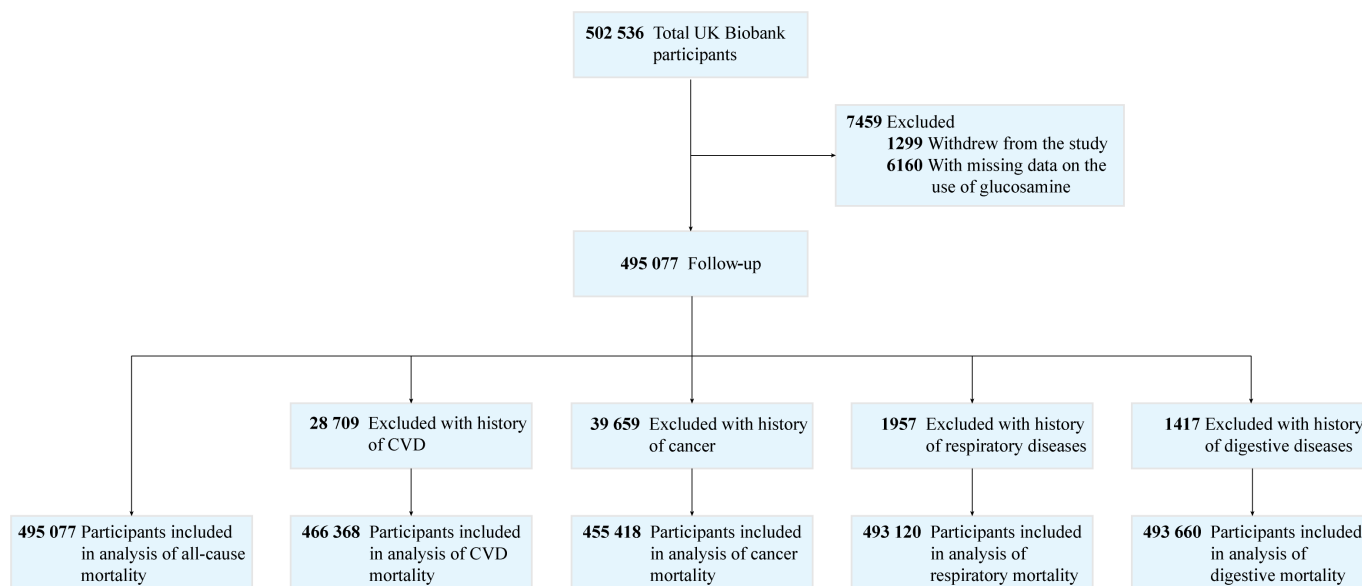 502 536 Total UK Biobank
participants
7459 Excluded
1299 Withdrew from the study
6160 With missing data on the
use of glucosamine
495 077 Follow-up
28 709 Excluded with history
of CVD
39 659 Excluded with history
of cancer
1957 Excluded with history
of respiratory diseases
1417 Excluded with history
of digestive diseases
495 077 Participants included
in analysis of all-cause
mortality
466 368 Participants included
in analysis of CVD
mortality
455 418 Participants included
in analysis of cancer
mortality
493 120 Participants included
in analysis of
respiratory mortality
493 660 Participants included
in analysis of
digestive mortality